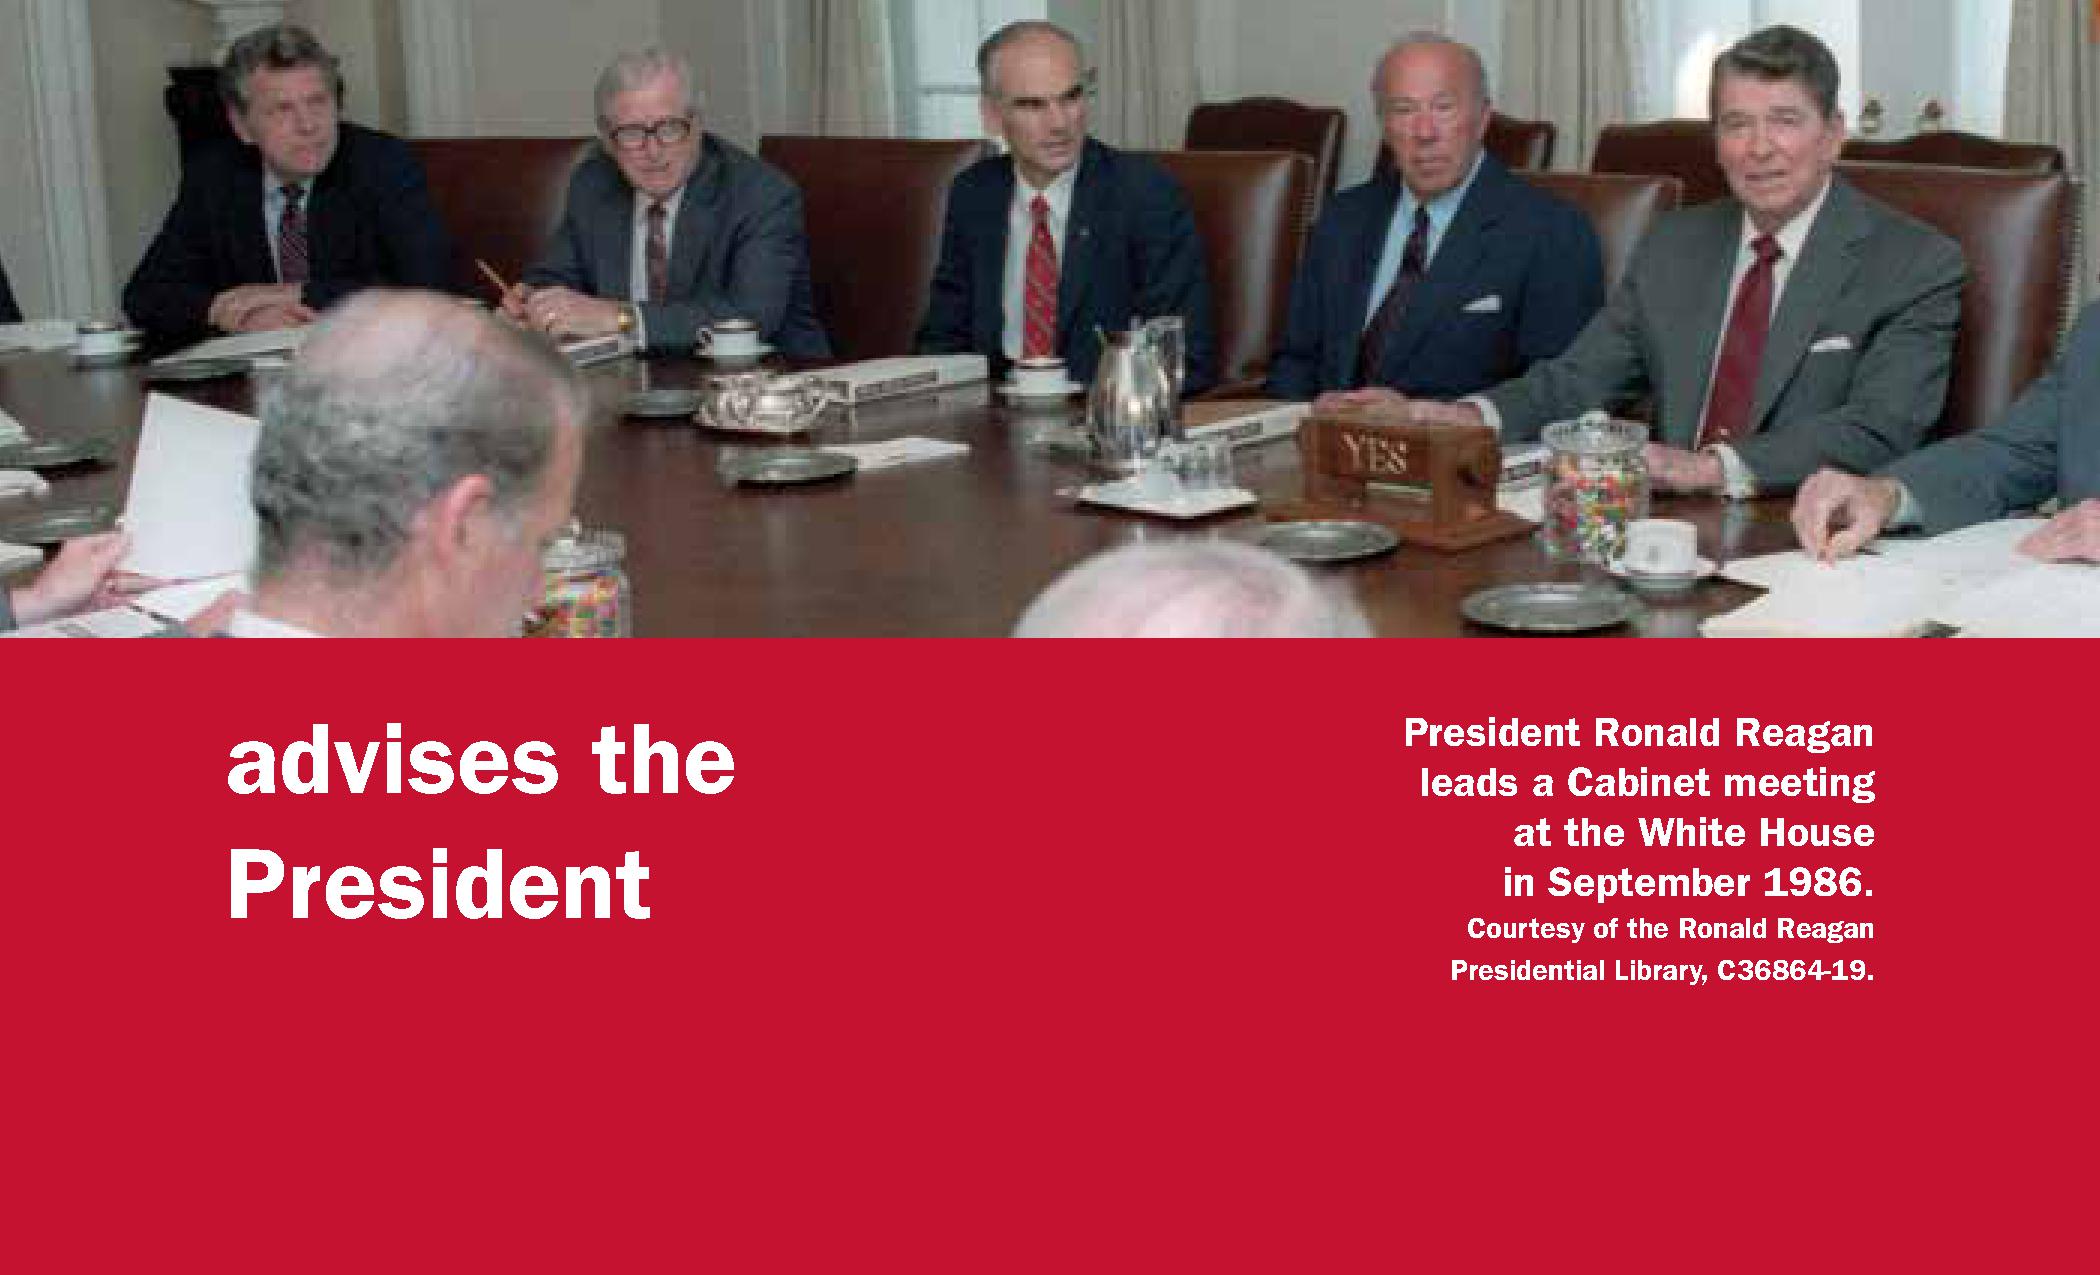 YES
advises the
President
President Ronald Reagan
leads a Cabinet meeting
at the White House
in September 1986.
Courtesy of the Ronald Reagan
Presidential Library, C36864-19.